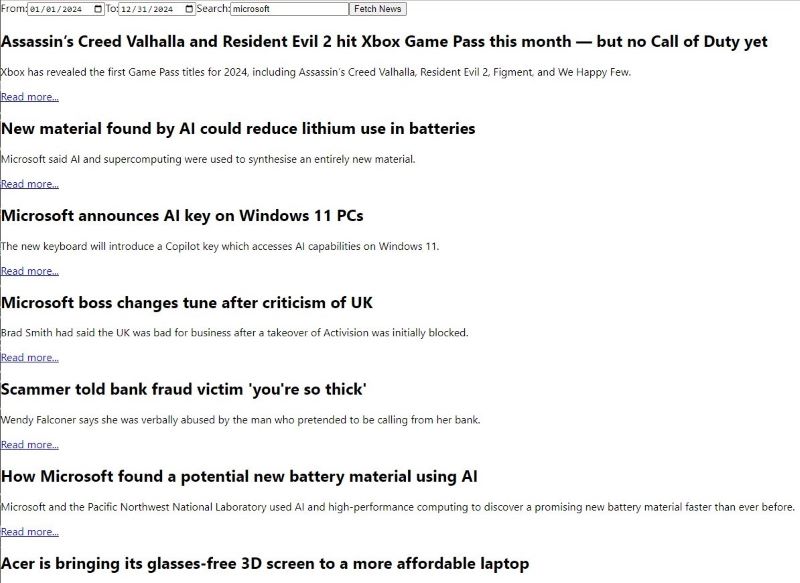 From: 01/01/2024 To: 12/31/2024 Search: microsoft Fetch News
Assassin’s Creed Valhalla and Resident Evil 2 hit Xbox Game Pass this month — but no Call of Duty yet
Xbox has revealed the first Game Pass titles for 2024, including Assassin’s Creed Valhalla, Resident Evil 2, Figment, and We Happy Few.
Read more...
New material found by AI could reduce lithium use in batteries
Microsoft said AI and supercomputing were used to synthesise an entirely new material.
Read more...
Microsoft announces AI key on Windows 11 PCs
The new keyboard will introduce a Copilot key which accesses AI capabilities on Windows 11.
Read more...
Microsoft boss changes tune after criticism of UK
Brad Smith had said the UK was bad for business after a takeover of Activision was initially blocked.
Read more...
Scammer told bank fraud victim 'you're so thick'
Wendy Falconer says she was verbally abused by the man who pretended to be calling from her bank.
Read more...
How Microsoft found a potential new battery material using AI
Microsoft and the Pacific Northwest National Laboratory used AI and high-performance computing to discover a promising new battery material faster than ever before.
Read more...
Acer is bringing its glasses-free 3D screen to a more affordable laptop